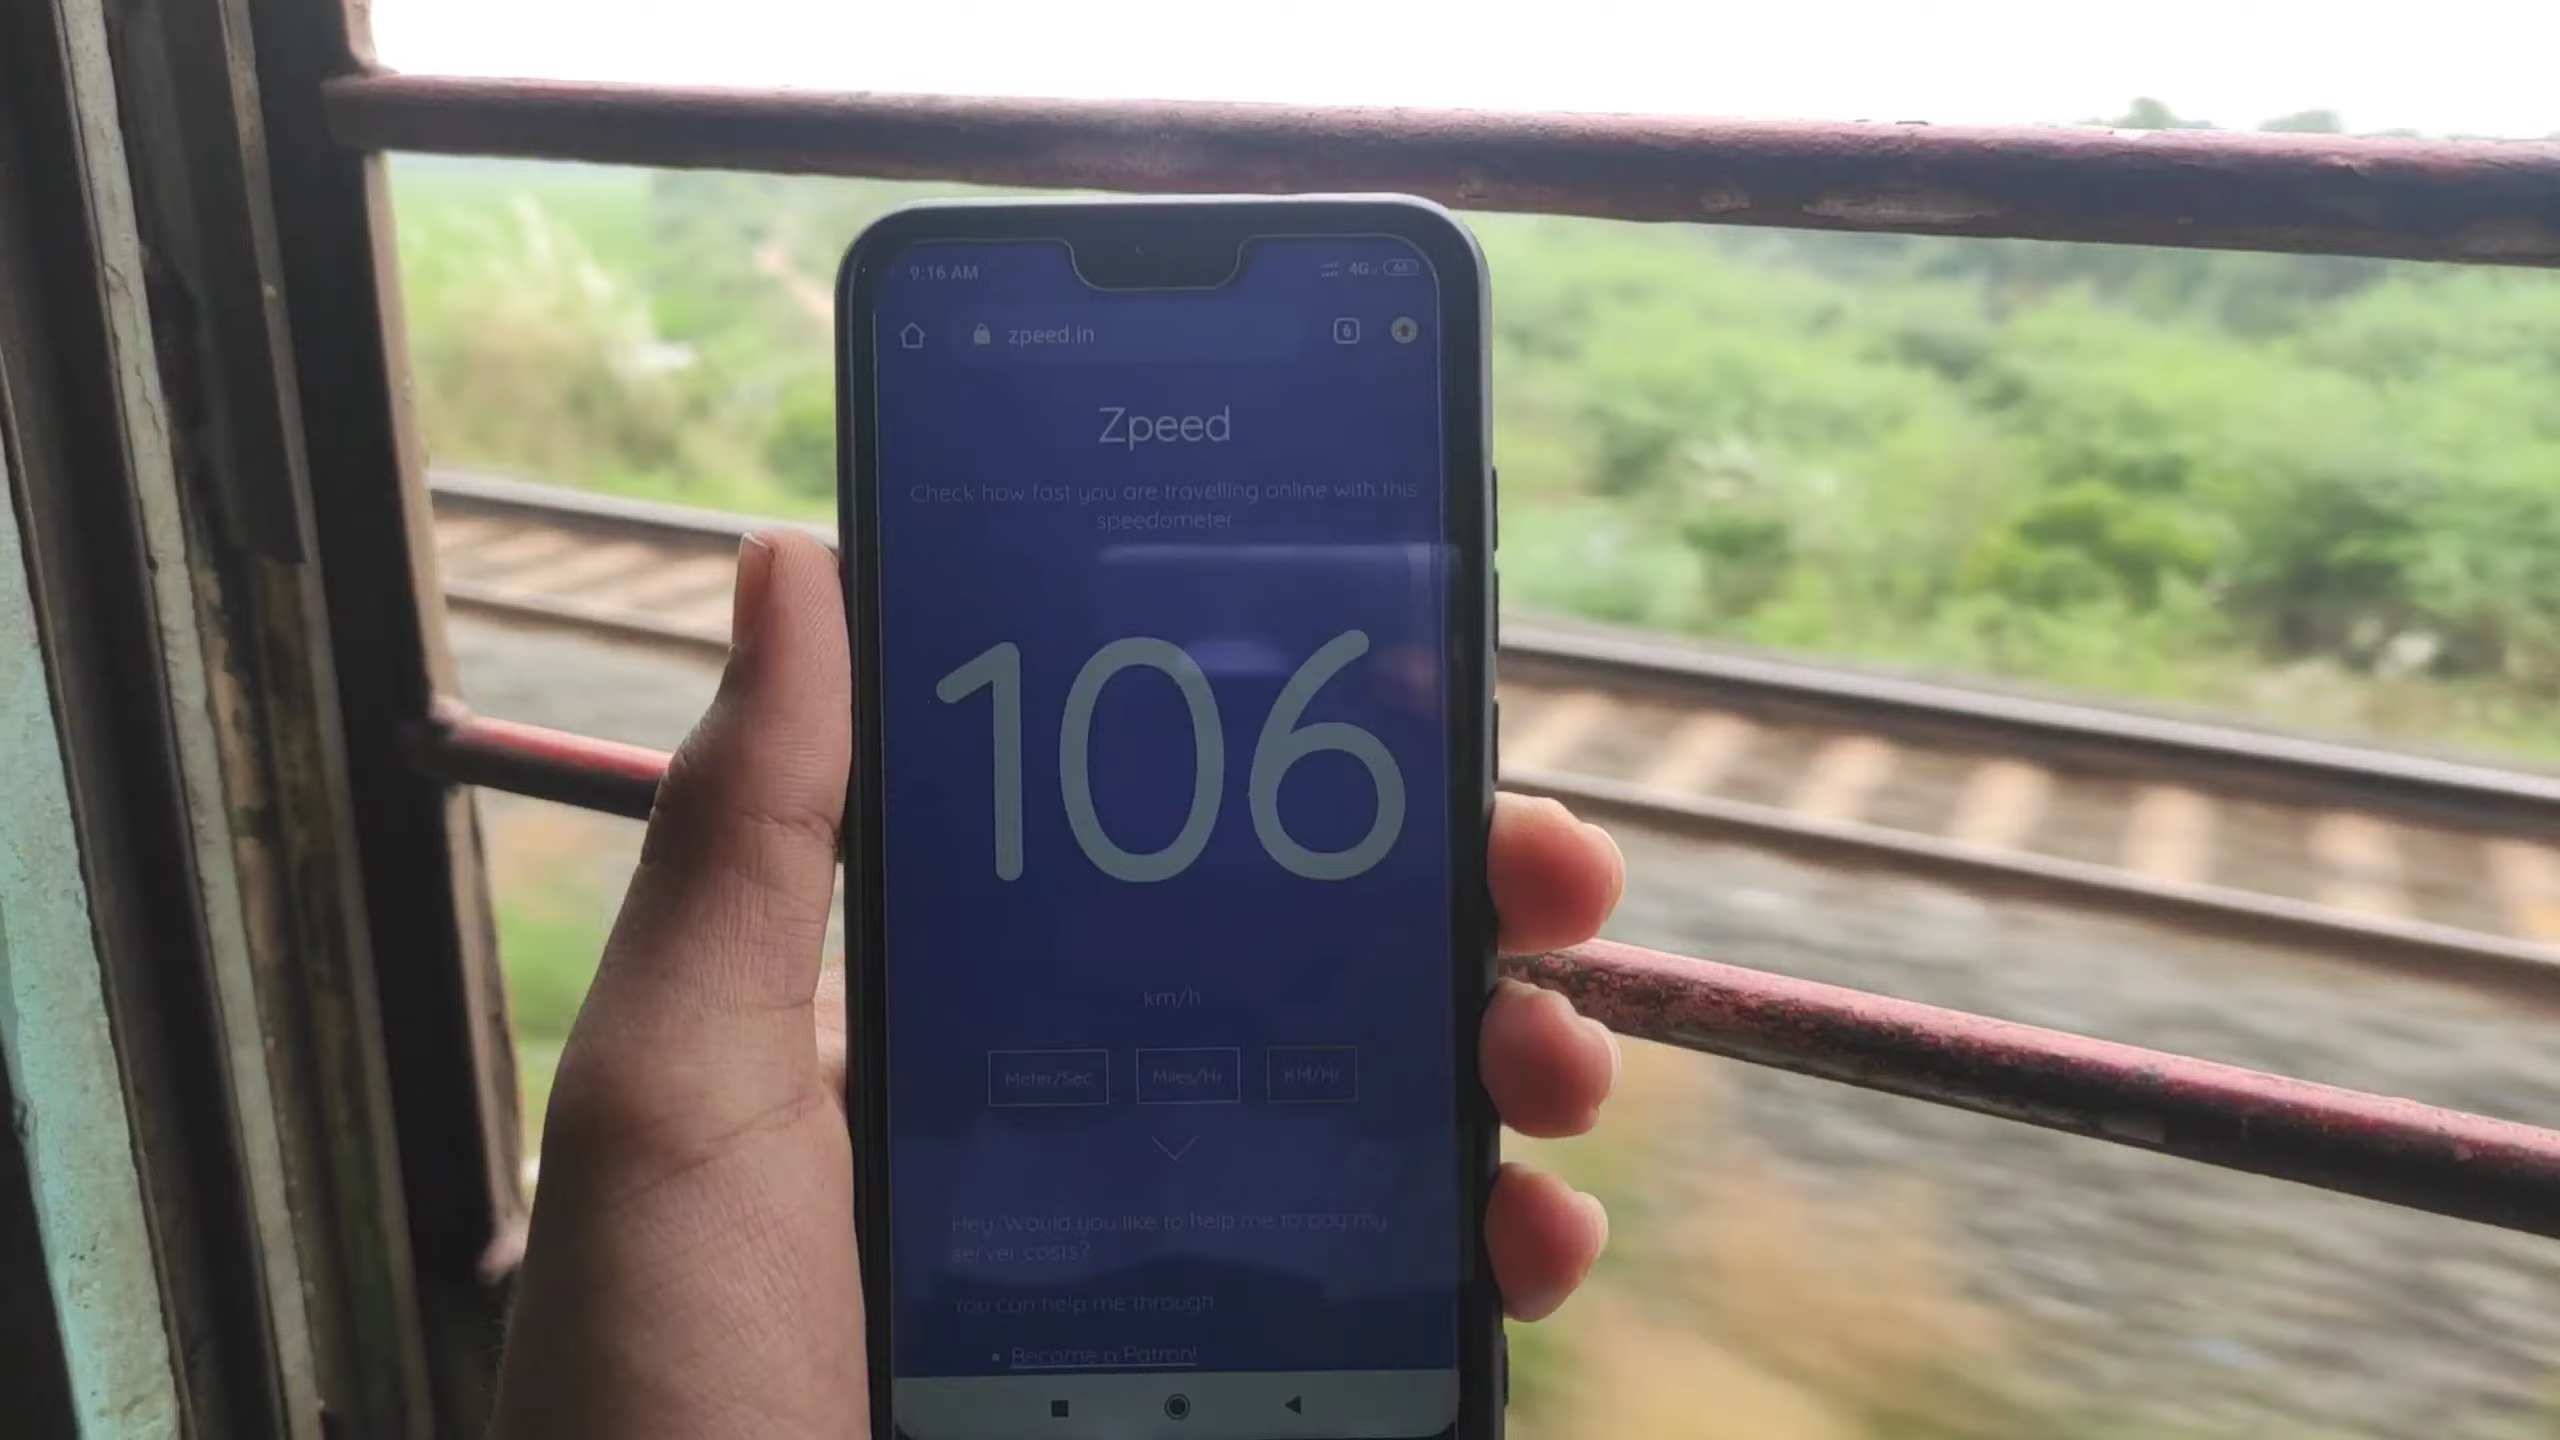 9:16 AM 4G
zpeed.in 6
Zpeed
Check how fast you are travelling online with this
speedometer
106
km/h
Meter/Sec Miles/Hr KM/Hr
Hey, Would you like to help me to pay my
server costs?
You can help me through
Become a Patron!